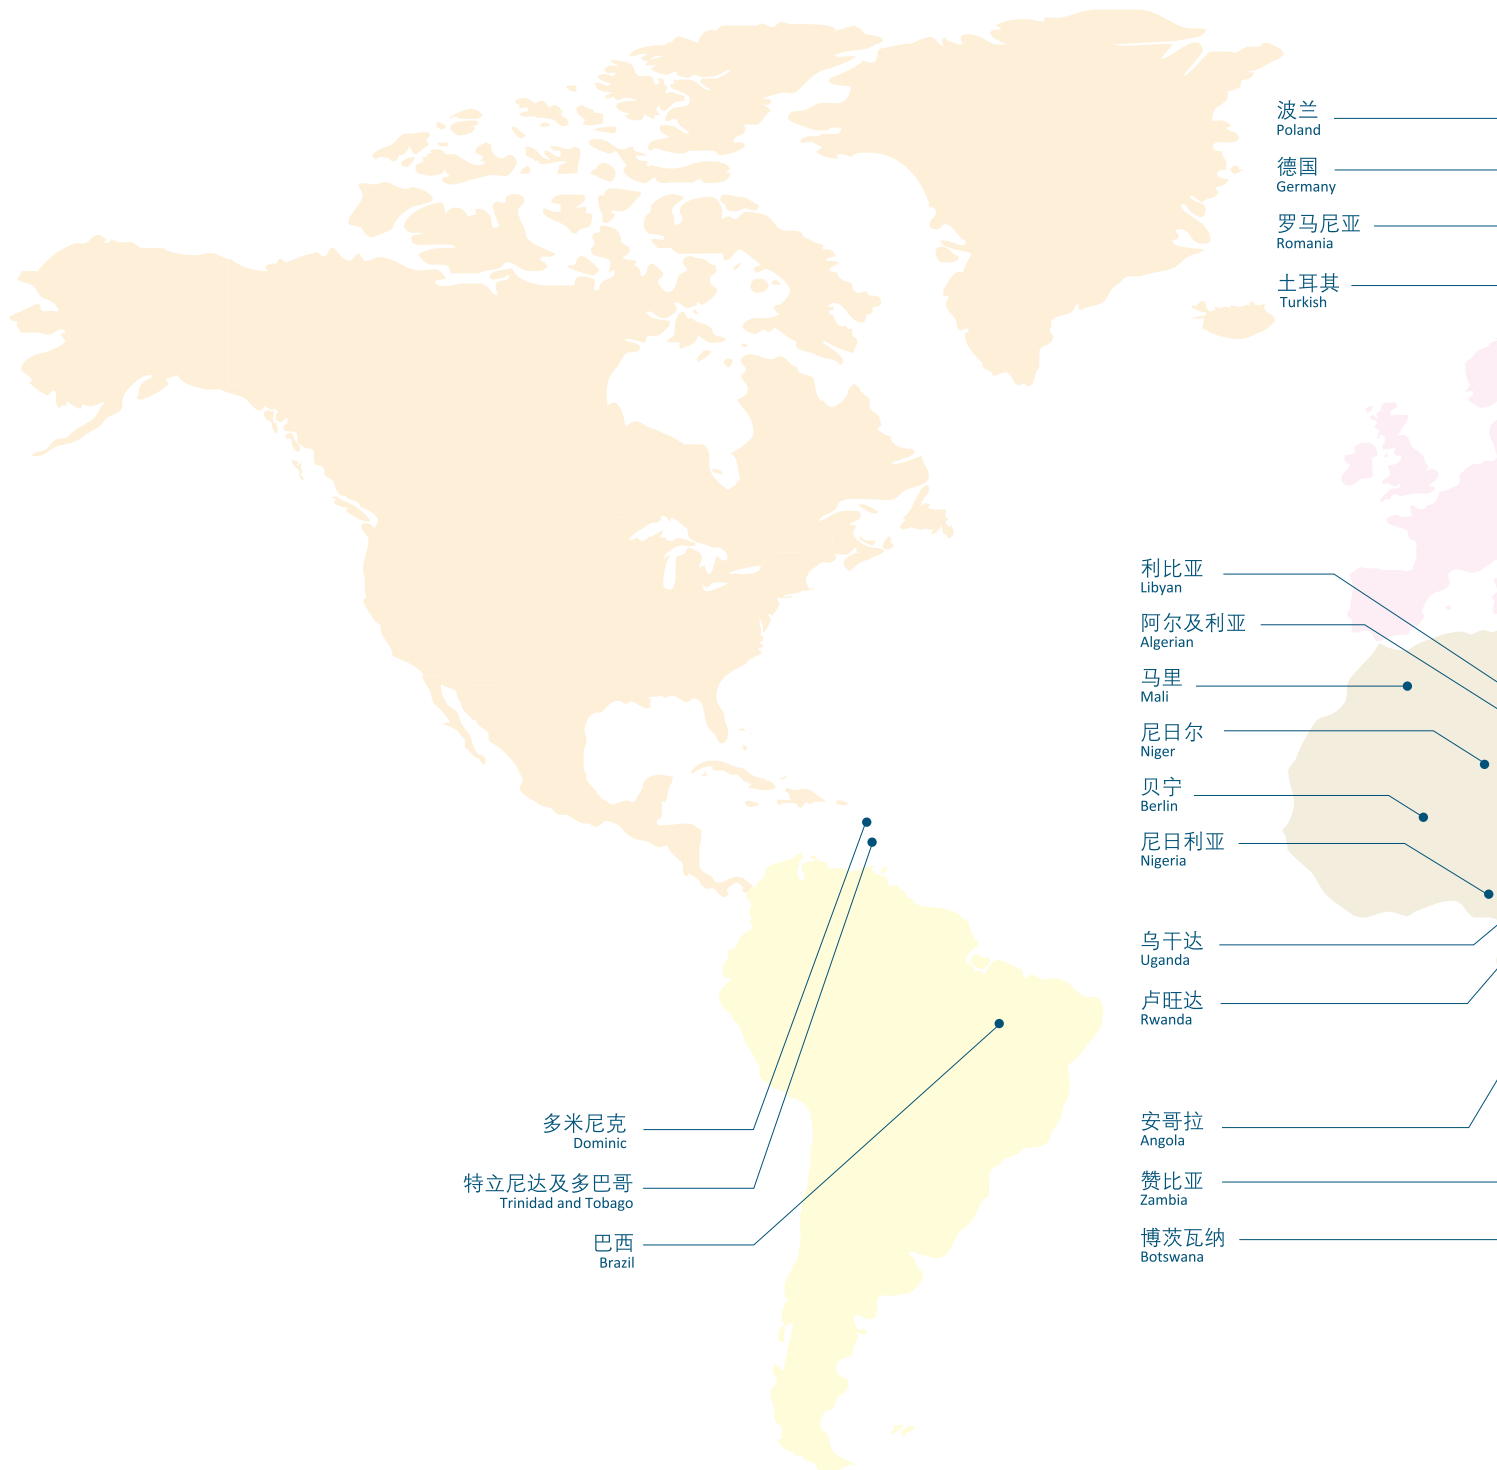 波兰
Poland
德国
Germany
罗马尼亚
Romania
土耳其
Turkish
利比亚
Libyan
阿尔及利亚
Algerian
马里
Mali
尼日尔
Niger
贝宁
Berlin
尼日利亚
Nigeria
乌干达
Uganda
卢旺达
Rwanda
安哥拉
Angola
赞比亚
Zambia
博茨瓦纳
Botswana
多米尼克
Dominic
特立尼达及多巴哥
Trinidad and Tobago
巴西
Brazil